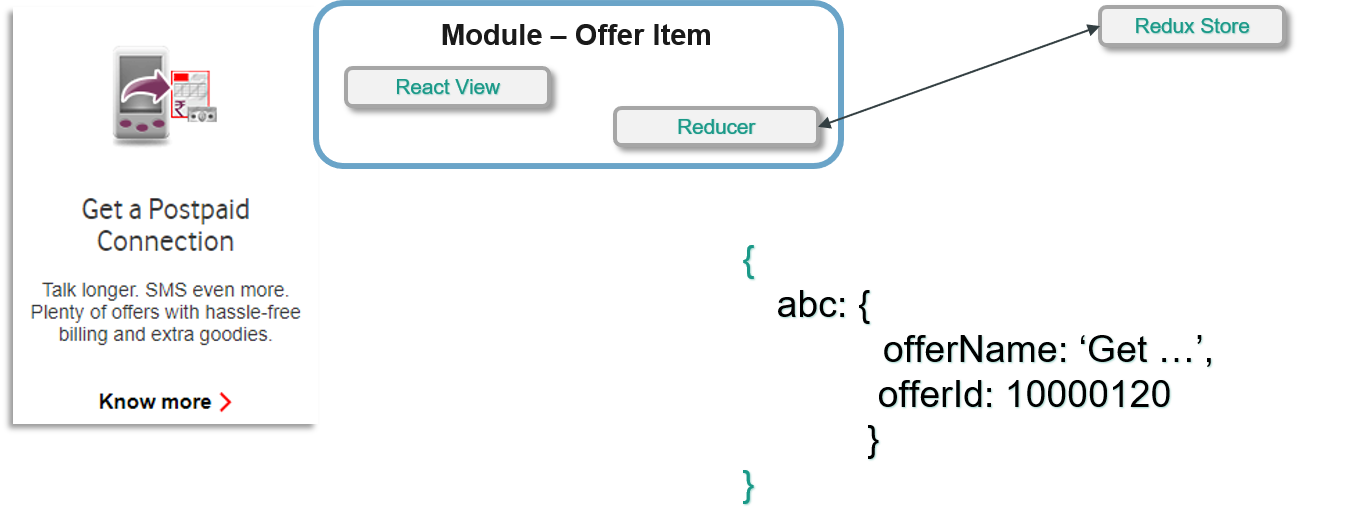 Module – Offer Item
Redux Store
React View
Reducer
₹
Get a Postpaid
Connection
Talk longer. SMS even more.
Plenty of offers with hassle-free
billing and extra goodies.
Know more
{
abc: {
offerName: ‘Get …’,
offerId: 10000120
}
}